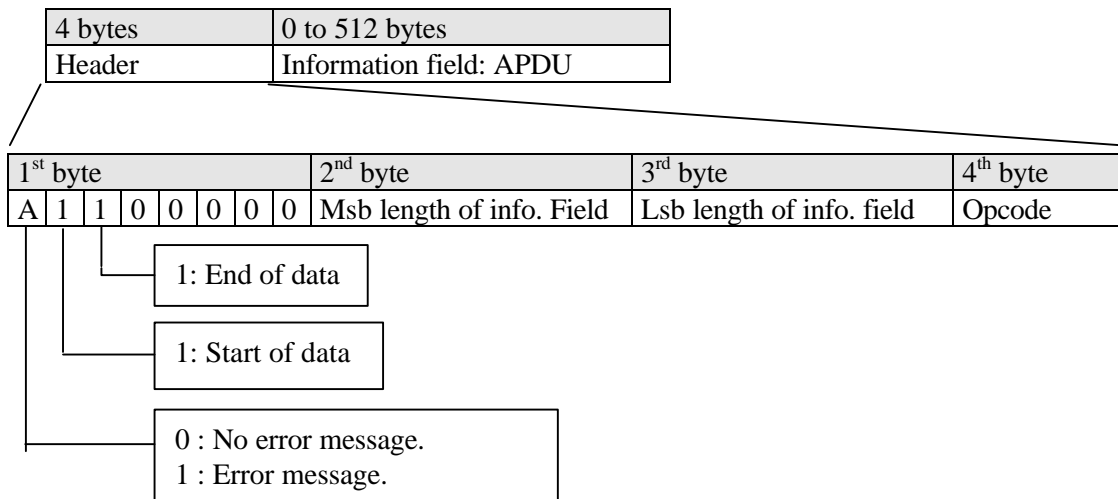 4 bytes 0 to 512 bytes
Header Information field: APDU
1st byte 2nd byte 3rd byte 4th byte
A 1 1 0 0 0 0 0 Msb length of info. Field Lsb length of info. field Opcode
1: End of data
1: Start of data
0 : No error message.
1 : Error message.